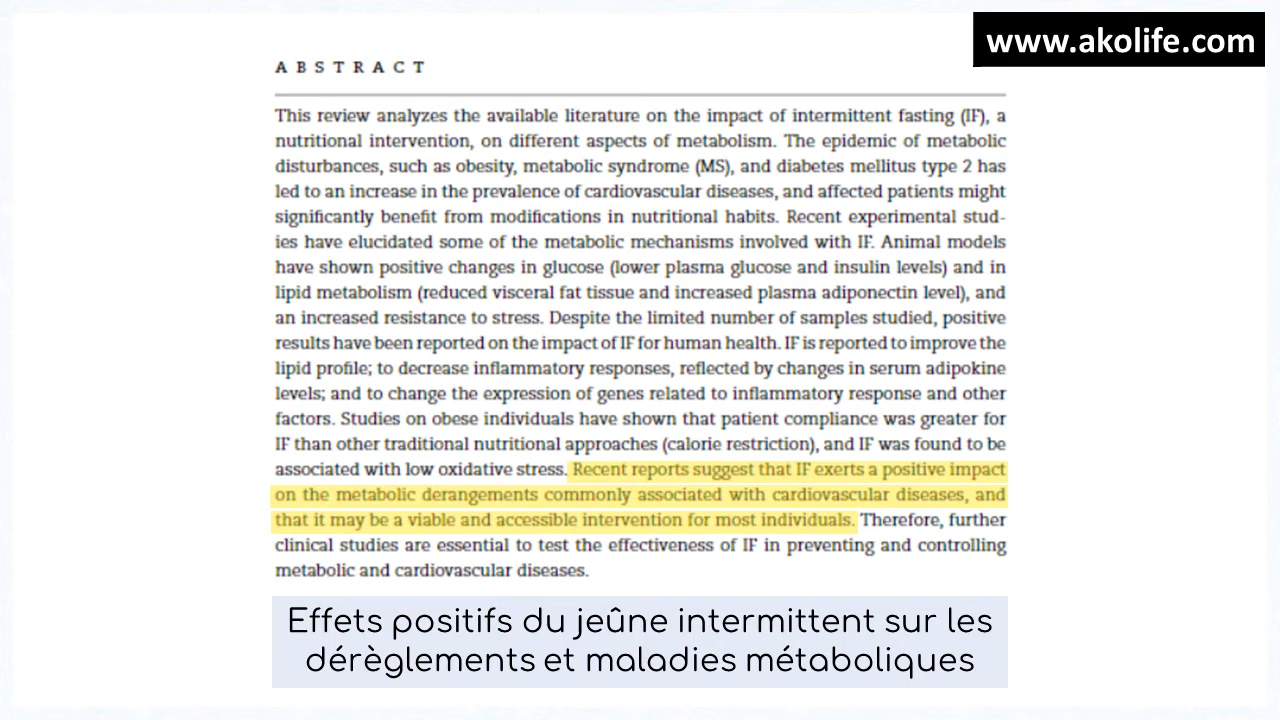 www.akolife.com
ABSTRACT
This review analyzes the available literature on the impact of intermittent fasting (IF), a
nutritional intervention, on different aspects of metabolism. The epidemic of metabolic
disturbances, such as obesity, metabolic syndrome (MS), and diabetes mellitus type 2 has
led to an increase in the prevalence of cardiovascular diseases, and affected patients might
significantly benefit from modifications in nutritional habits. Recent experimental stud-
ies have elucidated some of the metabolic mechanisms involved with IF. Animal models
have shown positive changes in glucose (lower plasma glucose and insulin levels) and in
lipid metabolism (reduced visceral fat tissue and increased plasma adiponectin level), and
an increased resistance to stress. Despite the limited number of samples studied, positive
results have been reported on the impact of IF for human health. IF is reported to improve the
lipid profile; to decrease inflammatory responses, reflected by changes in serum adipokine
levels; and to change the expression of genes related to inflammatory response and other
factors. Studies on obese individuals have shown that patient compliance was greater for
IF than other traditional nutritional approaches (calorie restriction), and IF was found to be
associated with low oxidative stress. Recent reports suggest that IF exerts a positive impact
on the metabolic derangements commonly associated with cardiovascular diseases, and
that it may be a viable and accessible intervention for most individuals. Therefore, further
clinical studies are essential to test the effectiveness of IF in preventing and controlling
metabolic and cardiovascular diseases.
Effets positifs du jeûne intermittent sur les
dérèglements et maladies métaboliques